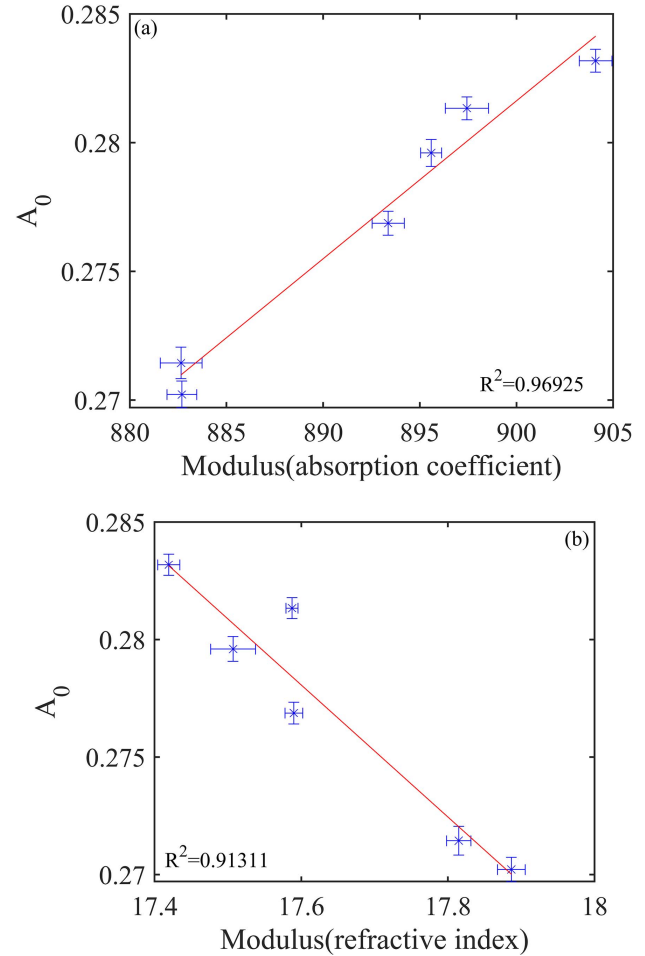 (a)
0.285
0.28
0.275
0.27
A0
R2=0.96925
880 885 890 895 900 905
Modulus(absorption coefficient)
(b)
0.285
0.28
0.275
0.27
A0
R2=0.91311
17.4 17.6 17.8 18
Modulus(refractive index)